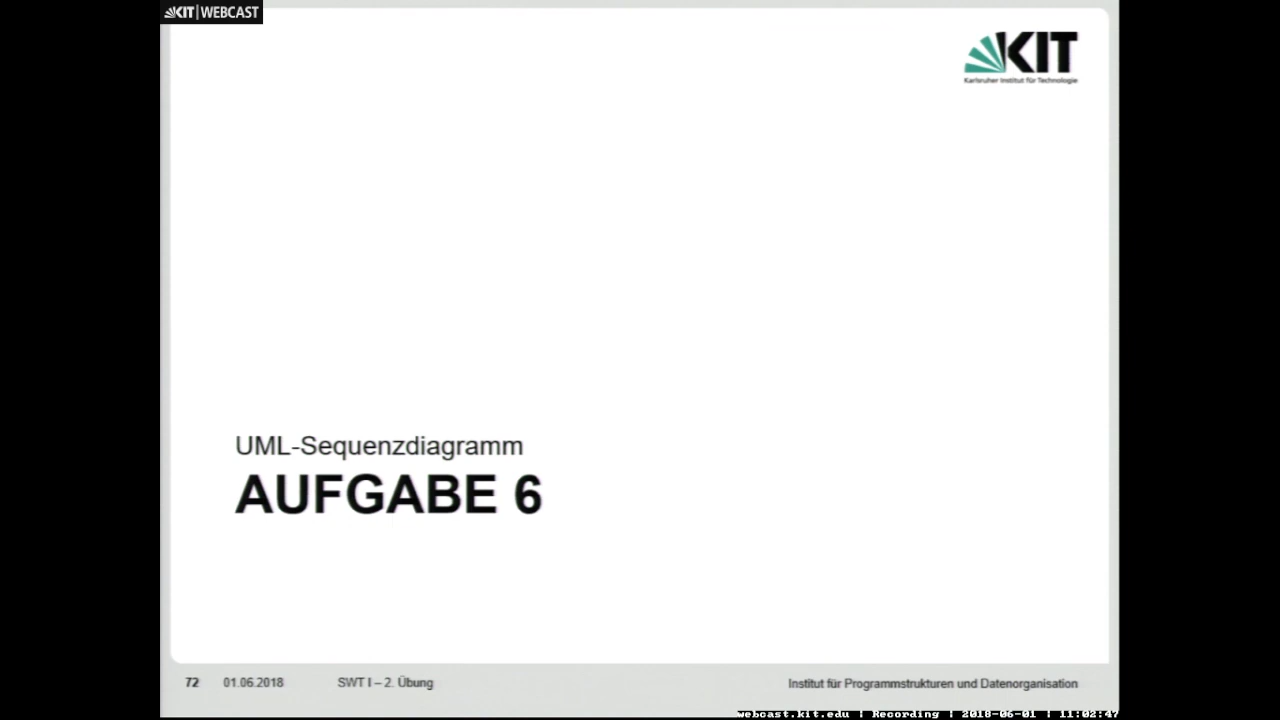 KIT|WEBCAST
KIT
Karlsruher Institut für Technologie
UML-Sequenzdiagramm
AUFGABE 6
72 01.06.2018 SWT I – 2. Übung Institut für Programmstrukturen und Datenorganisation
webcast.kit.edu | Recording | 2018-06-01 | 11:02:47